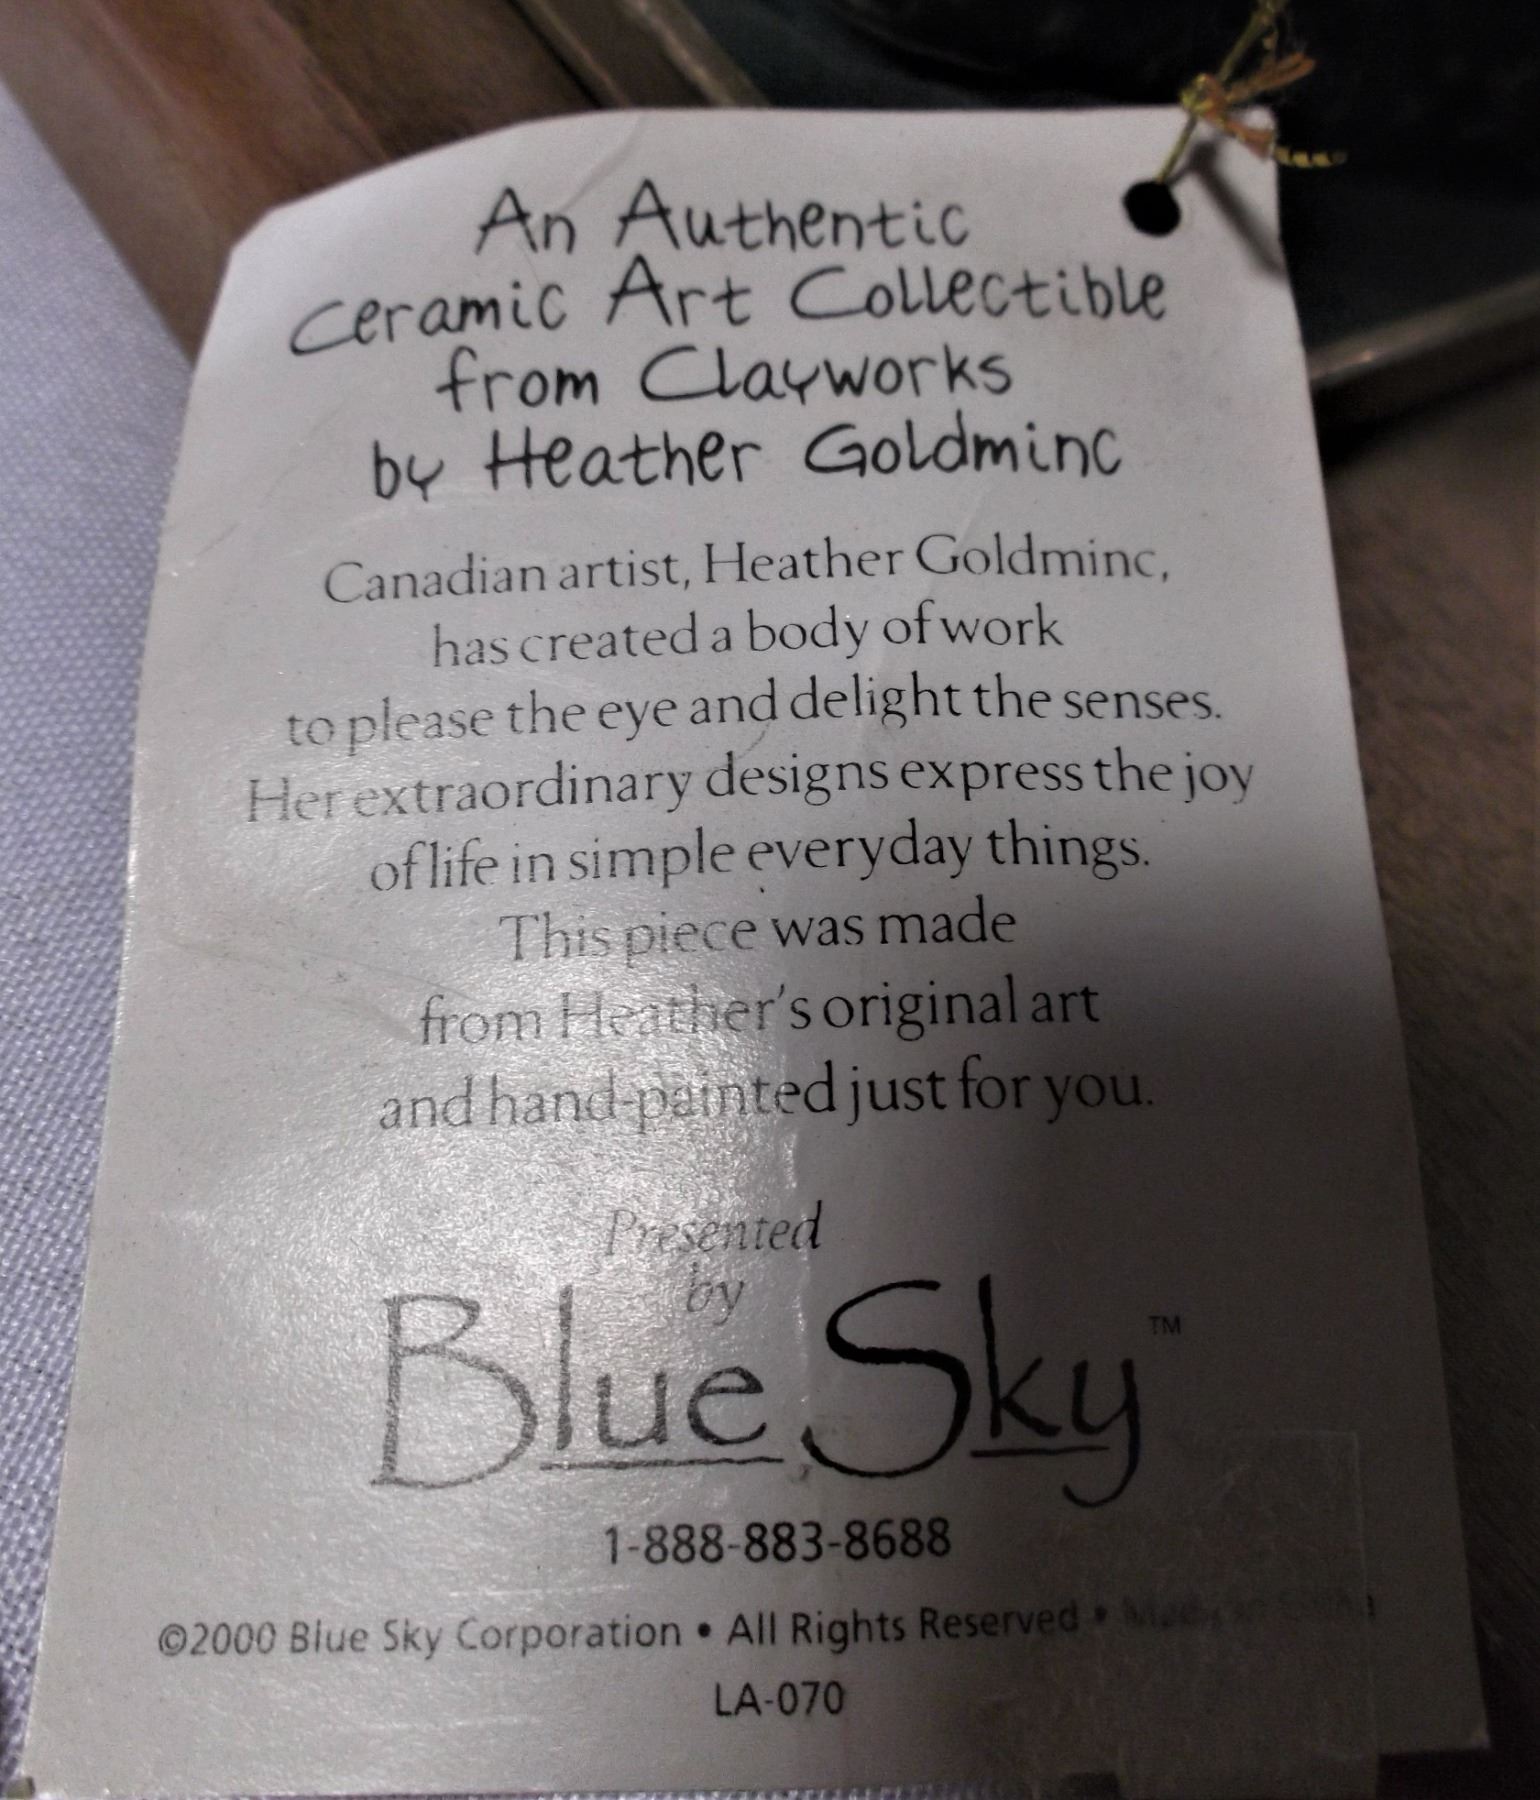 An Authentic
Ceramic Art Collectible
from Clayworks
by Heather Goldminc
Canadian artist, Heather Goldminc,
has created a body of work
to please the eye and delight the senses.
Her extraordinary designs express the joy
of life in simple everyday things.
This piece was made
from Heather's original art
and hand-painted just for you.
Presented
by
Blue Sky™
1-888-883-8688
©2000 Blue Sky Corporation • All Rights Reserved •
LA-070